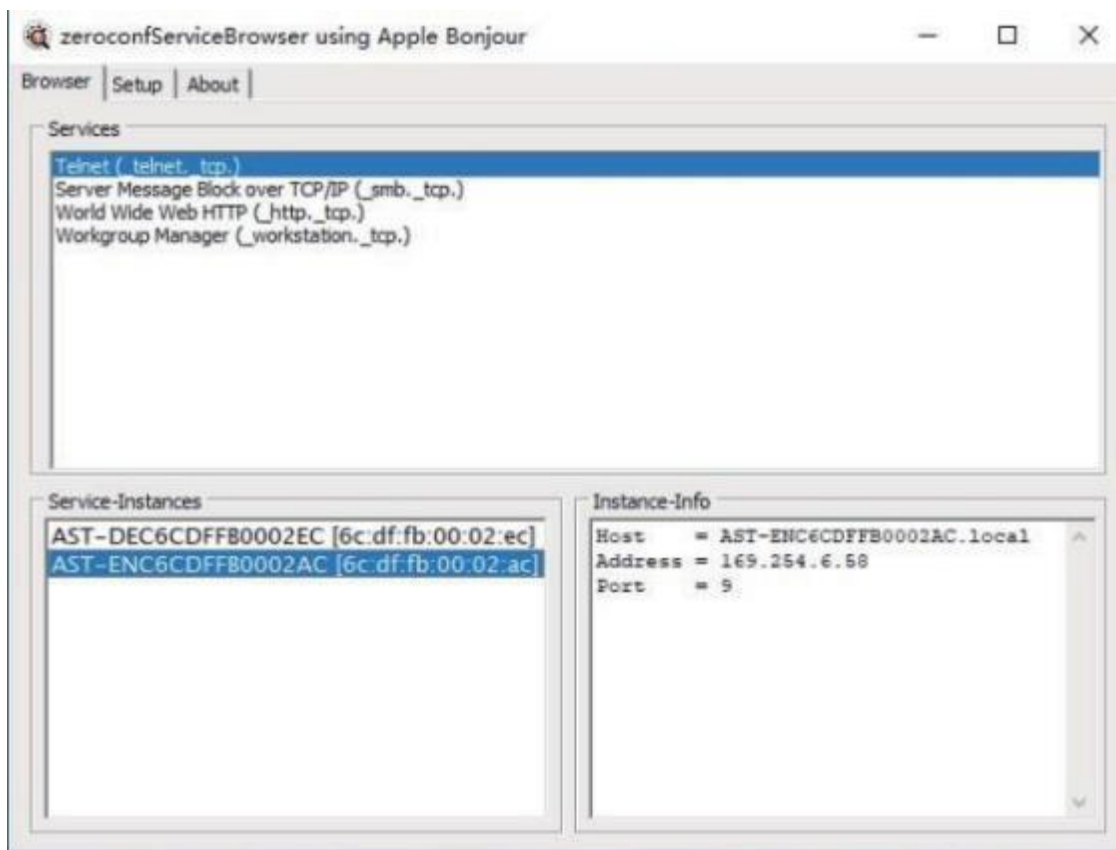 zeroconfServiceBrowser using Apple Bonjour
Browser Setup About
Services
Telnet (_telnet._tcp.)
Server Message Block over TCP/IP (_smb._tcp.)
World Wide Web HTTP (_http._tcp.)
Workgroup Manager (_workstation._tcp.)
Service-Instances
AST-DEC6CDFFB0002EC [6c:df:fb:00:02:ec]
AST-ENC6CDFFB0002AC [6c:df:fb:00:02:ac]
Instance-Info
Host = AST-ENC6CDFFB0002AC.local
Address = 169.254.6.58
Port = 9